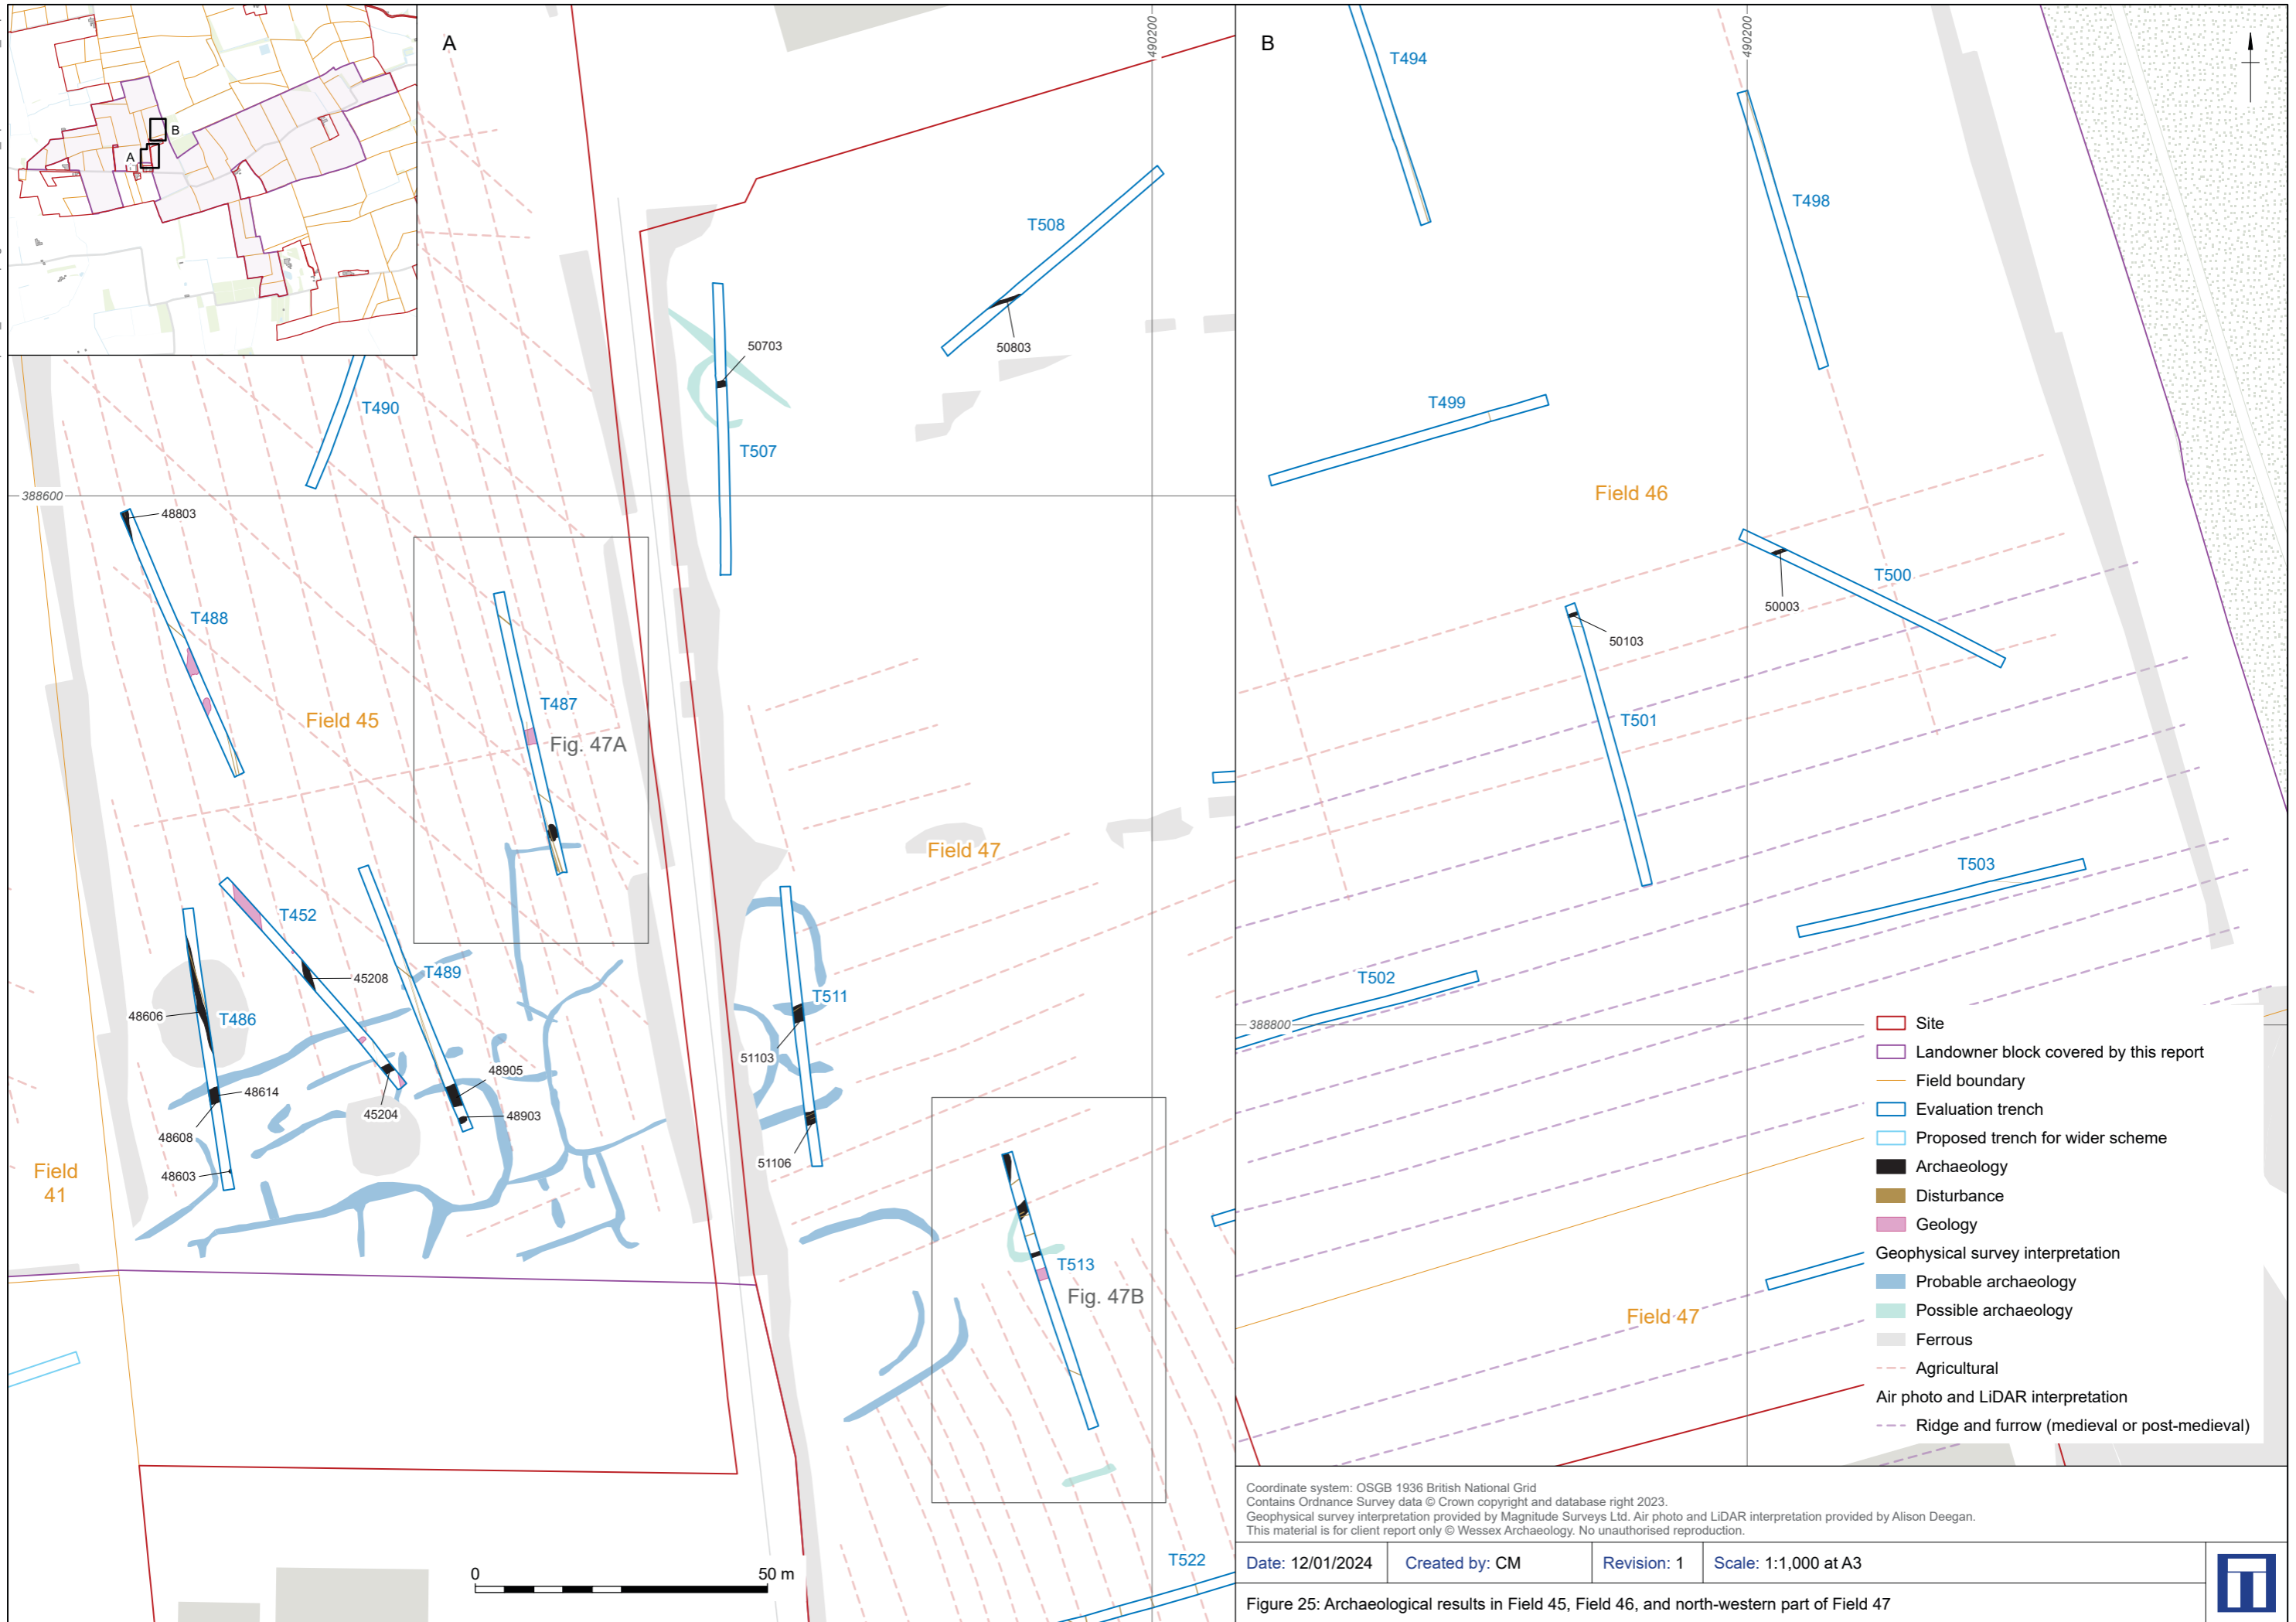 A
B
A
B
490200
490200
388600
388800
T494
T498
T508
50803
50703
T490
T507
T499
Field 46
48803
T488
T500
50003
50103
T501
T487
Fig. 47A
Field 45
Field 47
T503
T452
T489
45208
T486
48606
T511
51103
T502
48614
48608
48905
45204
48903
48603
51106
Field
41
T513
Fig. 47B
Field 47
T522
0
50 m
Site
Landowner block covered by this report
Field boundary
Evaluation trench
Proposed trench for wider scheme
Archaeology
Disturbance
Geology
Geophysical survey interpretation
Probable archaeology
Possible archaeology
Ferrous
Agricultural
Air photo and LiDAR interpretation
Ridge and furrow (medieval or post-medieval)
Coordinate system: OSGB 1936 British National Grid
Contains Ordnance Survey data © Crown copyright and database right 2023.
Geophysical survey interpretation provided by Magnitude Surveys Ltd. Air photo and LiDAR interpretation provided by Alison Deegan.
This material is for client report only © Wessex Archaeology. No unauthorised reproduction.
Date: 12/01/2024 Created by: CM Revision: 1 Scale: 1:1,000 at A3
Figure 25: Archaeological results in Field 45, Field 46, and north-western part of Field 47